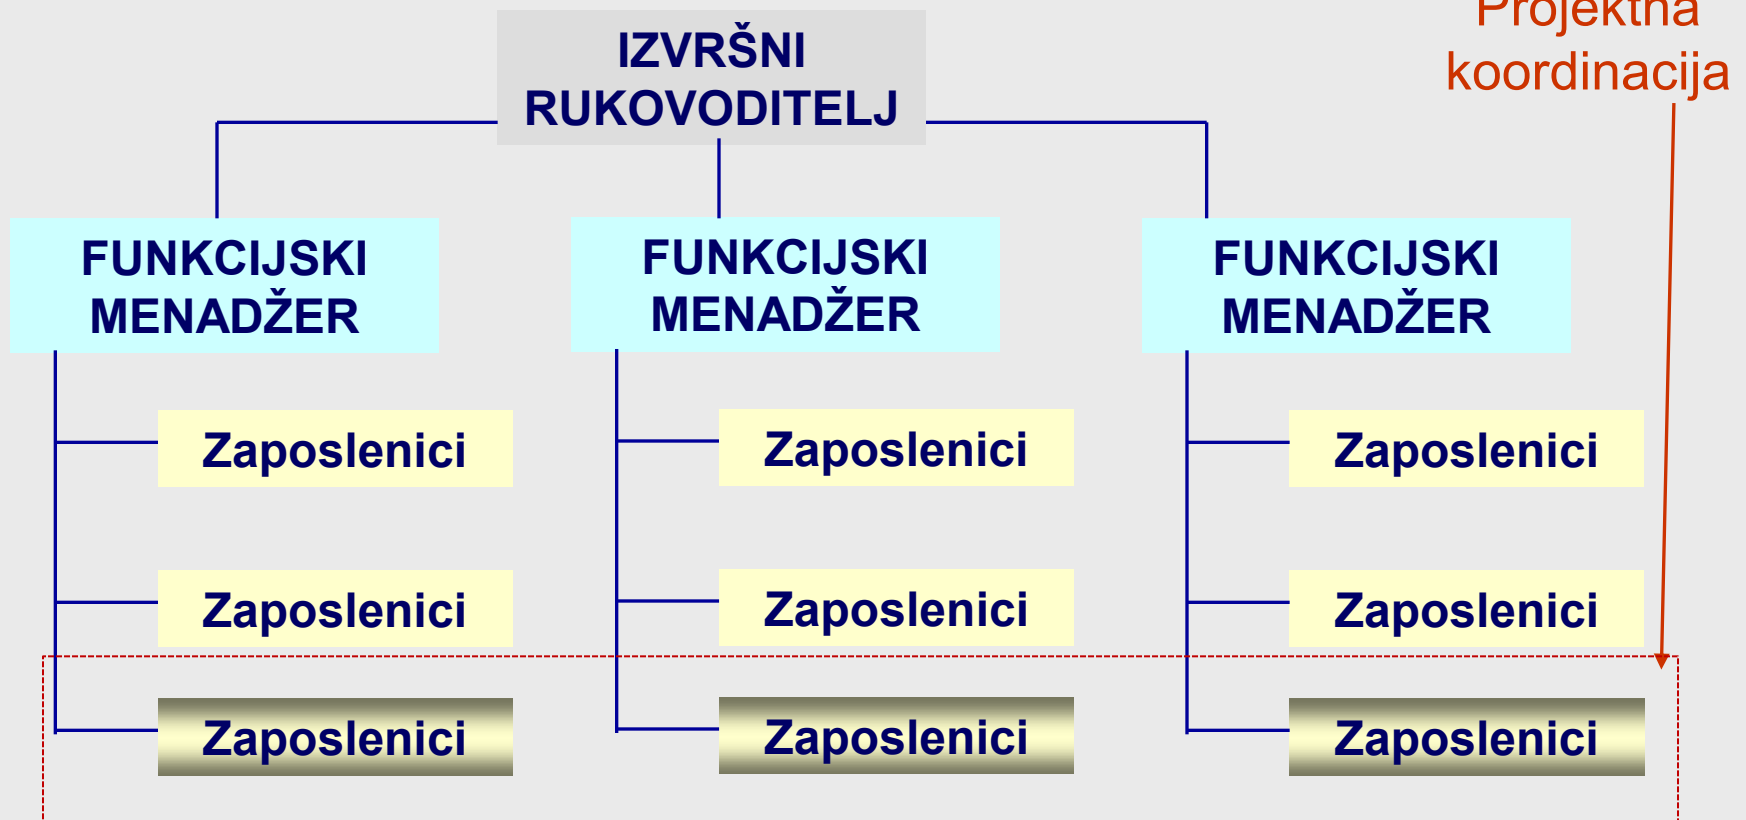 Projektna
koordinacija
IZVRŠNI
RUKOVODITELJ
FUNKCIJSKI
MENADŽER
FUNKCIJSKI
MENADŽER
FUNKCIJSKI
MENADŽER
Zaposlenici
Zaposlenici
Zaposlenici
Zaposlenici
Zaposlenici
Zaposlenici
Zaposlenici
Zaposlenici
Zaposlenici